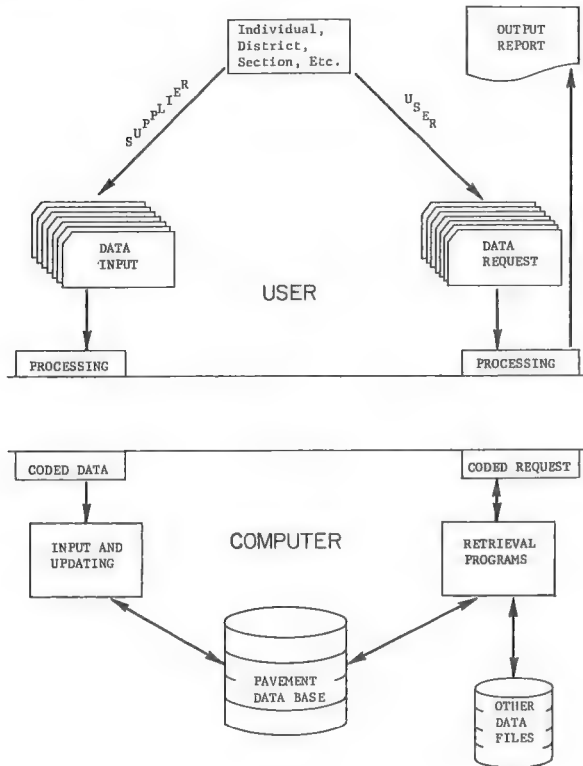 Individual,
District,
Section, Etc.
OUTPUT
REPORT
SUPPLIER
USER
DATA
INPUT
DATA
REQUEST
USER
PROCESSING
PROCESSING
CODED DATA
CODED REQUEST
INPUT AND
UPDATING
COMPUTER
RETRIEVAL
PROGRAMS
PAVEMENT
DATA BASE
OTHER
DATA
FILES